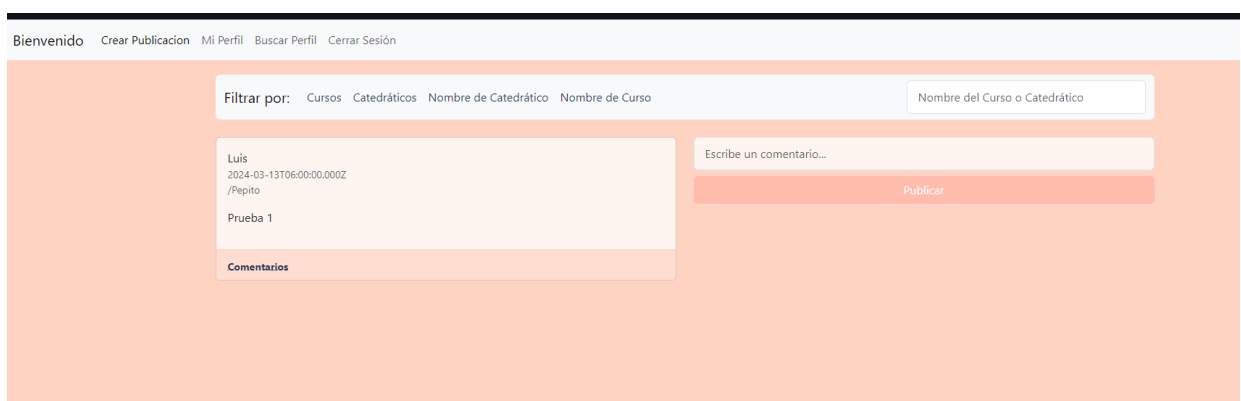 Bienvenido Crear Publicacion Mi Perfil Buscar Perfil Cerrar Sesión
Filtrar por: Cursos Catedráticos Nombre de Catedrático Nombre de Curso Nombre del Curso o Catedrático
Luis
2024-03-13T06:00:00.000Z
/Pepito
Prueba 1
Comentarios
Escribe un comentario...
Publicar